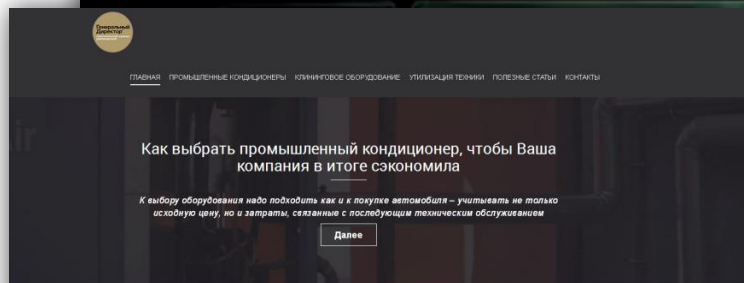 Генеральный
Директор
ГЛАВНАЯ ПРОМЫШЛЕННЫЕ КОНДИЦИОНЕРЫ КЛИНИНГОВОЕ ОБОРУДОВАНИЕ УТИЛИЗАЦИЯ ТЕХНИКИ ПОЛЕЗНЫЕ СТАТЬИ КОНТАКТЫ
Как выбрать промышленный кондиционер, чтобы Ваша
компания в итоге сэкономила
К выбору оборудования надо подходить как и к покупке автомобиля – учитывать не только
исходную цену, но и затраты, связанные с последующим техническим обслуживанием
Далее